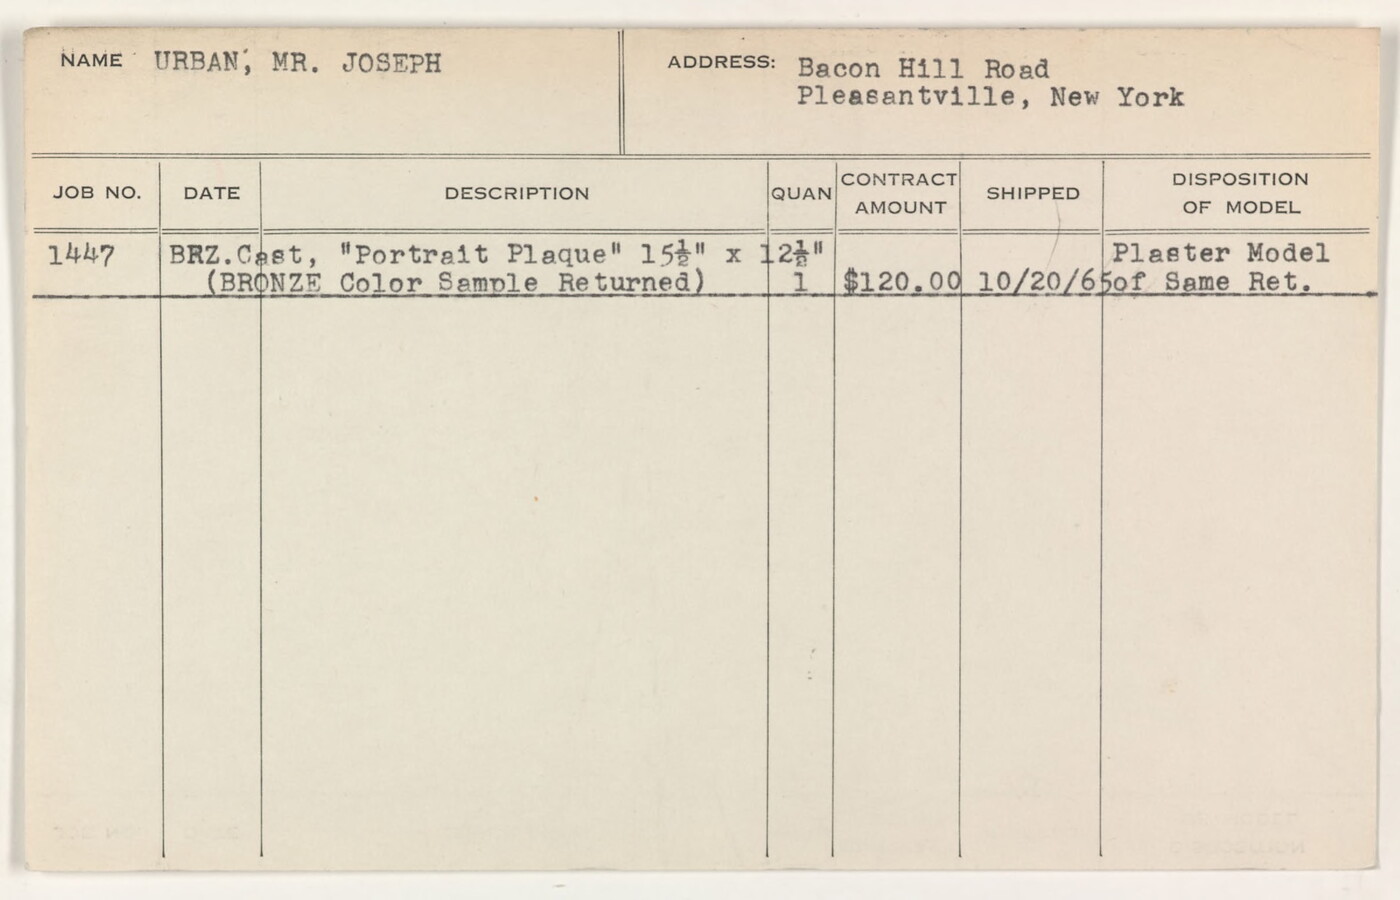 NAME URBAN, MR. JOSEPH
ADDRESS: Bacon Hill Road
Pleasantville, New York
JOB NO. DATE DESCRIPTION QUAN CONTRACT AMOUNT SHIPPED DISPOSITION OF MODEL
1447 BRZ.Cast, "Portrait Plaque" 15½" x 12½" Plaster Model
(BRONZE Color Sample Returned) 1 $120.00 10/20/65 of Same Ret.